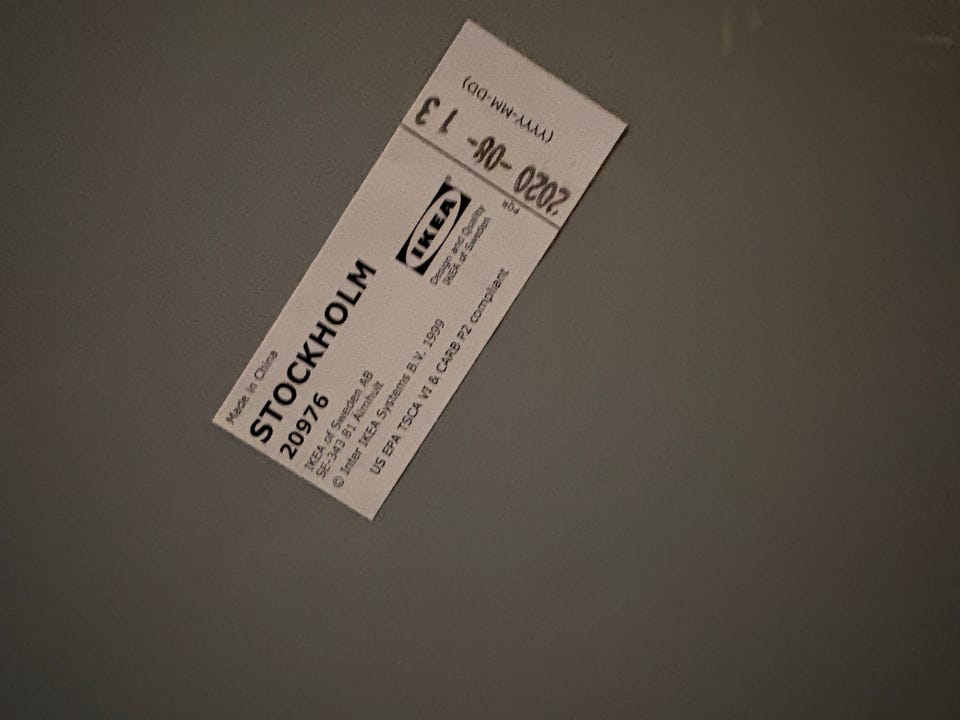 Made in China
STOCKHOLM
20976
IKEA of Sweden AB
SE-343 81 Älmhult
© Inter IKEA Systems B.V. 1999
US EPA TSCA VI & CARB P2 compliant
IKEA®
Design and Quality
IKEA of Sweden
2020-08-13
(YYYY-MM-DD)